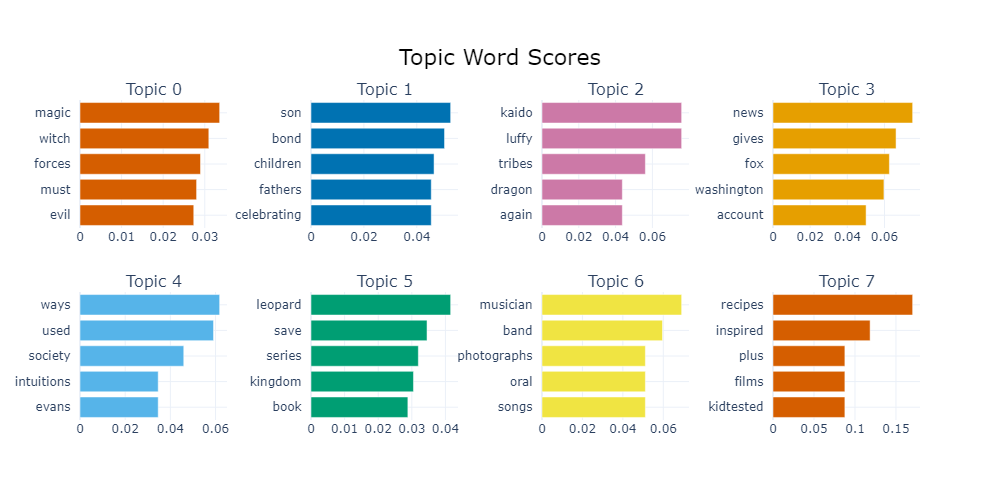 Topic Word Scores
Topic 0
magic
witch
forces
must
evil
0 0.01 0.02 0.03
Topic 1
son
bond
children
fathers
celebrating
0 0.02 0.04
Topic 2
kaido
luffy
tribes
dragon
again
0 0.02 0.04 0.06
Topic 3
news
gives
fox
washington
account
0 0.02 0.04 0.06
Topic 4
ways
used
society
intuitions
evans
0 0.02 0.04 0.06
Topic 5
leopard
save
series
kingdom
book
0 0.01 0.02 0.03 0.04
Topic 6
musician
band
photographs
oral
songs
0 0.02 0.04 0.06
Topic 7
recipes
inspired
plus
films
kidtested
0 0.05 0.1 0.15